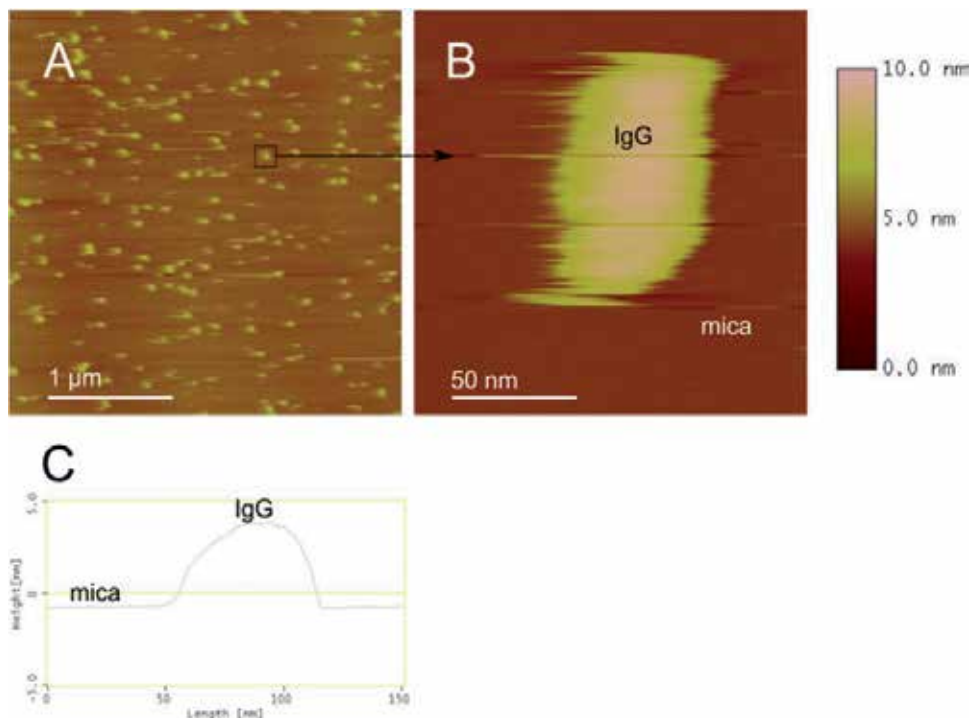 A
B
IgG
mica
1 µm
50 nm
10.0 nm
5.0 nm
0.0 nm
C
IgG
mica
5.0
0
-5.0
Height[nm]
0
50
100
150
Length [nm]